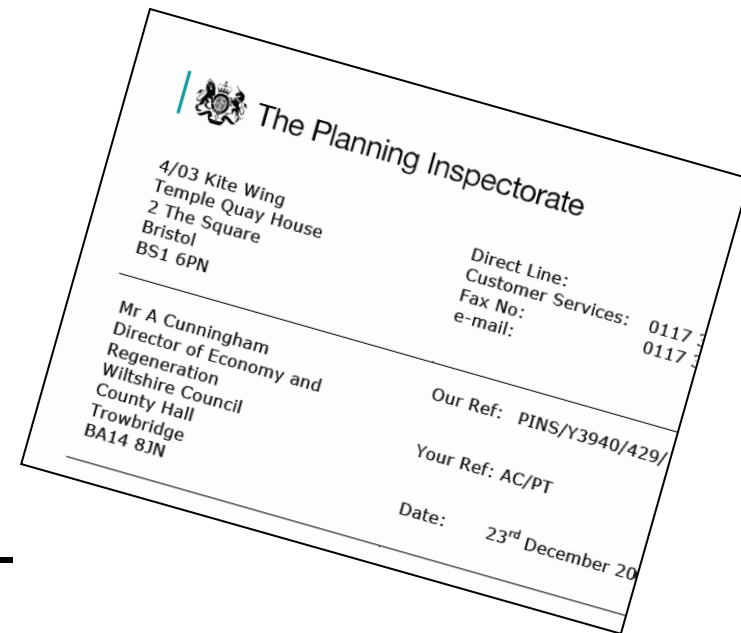 The Planning Inspectorate
4/03 Kite Wing
Temple Quay House
2 The Square
Bristol
BS1 6PN
Direct Line:
Customer Services: 0117
Fax No: 0117
e-mail:
Mr A Cunningham
Director of Economy and
Regeneration
Wiltshire Council
County Hall
Trowbridge
BA14 8JN
Our Ref: PINS/Y3940/429/
Your Ref: AC/PT
Date: 23rd December 20